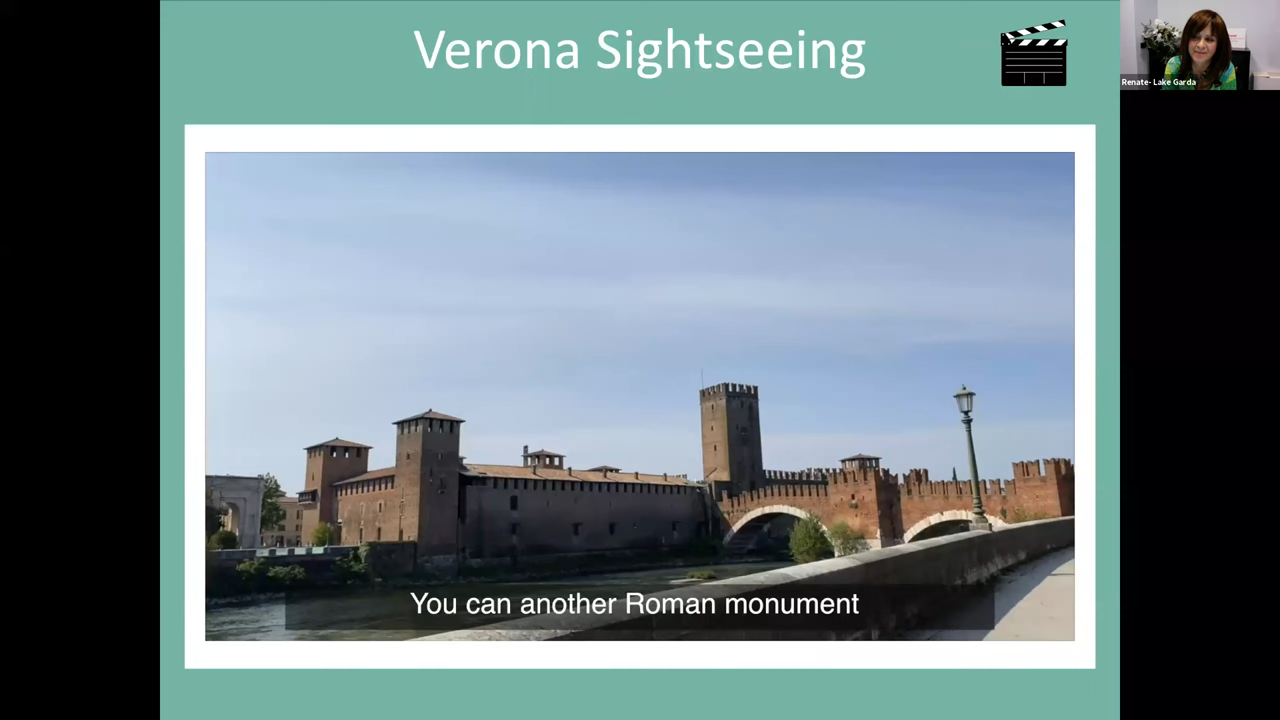 Verona Sightseeing
Renate- Lake Garda
You can another Roman monument